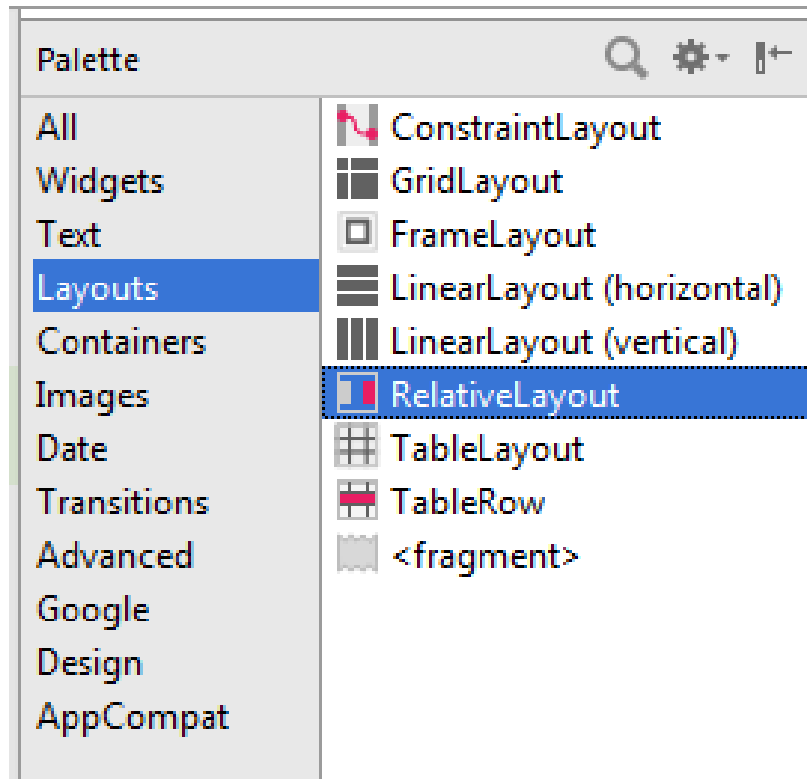 Palette
All
Widgets
Text
Layouts
Containers
Images
Date
Transitions
Advanced
Google
Design
AppCompat
ConstraintLayout
GridLayout
FrameLayout
LinearLayout (horizontal)
LinearLayout (vertical)
RelativeLayout
TableLayout
TableRow
<fragment>